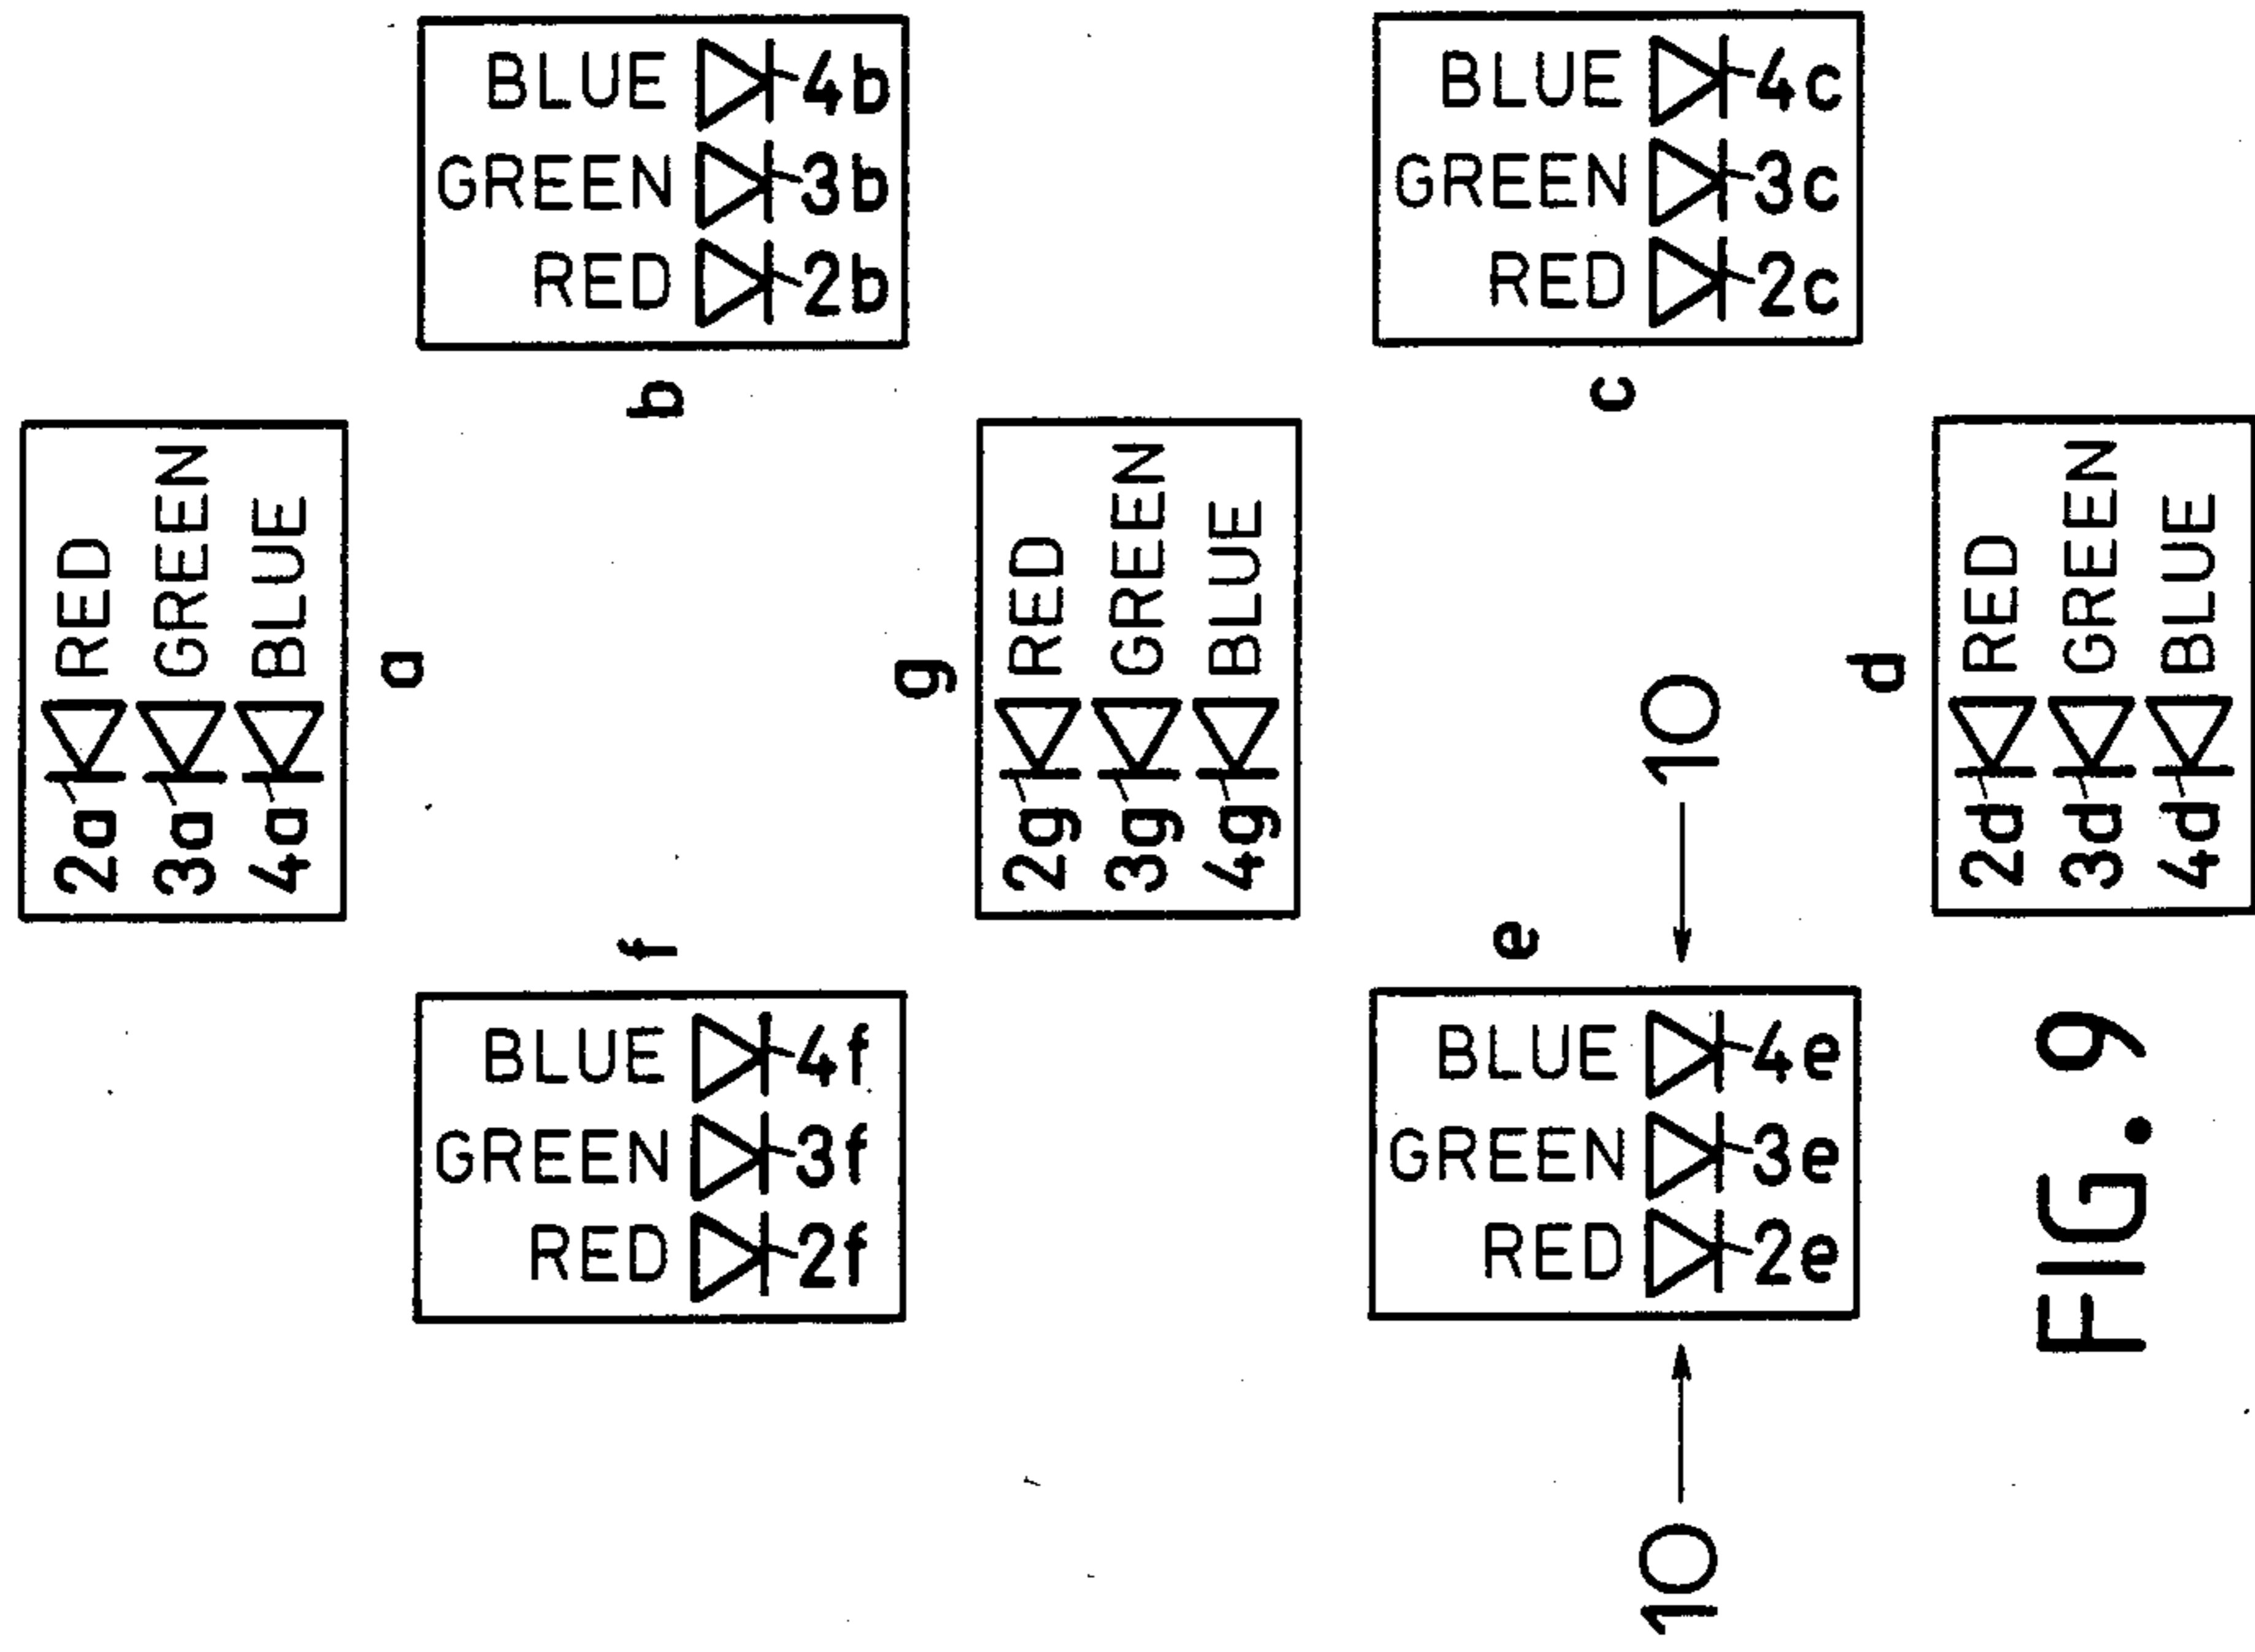 2a RED
3a GREEN
4a BLUE
a
f
b
BLUE 4f
GREEN 3f
RED 2f
BLUE 4b
GREEN 3b
RED 2b
g
2g RED
3g GREEN
4g BLUE
e
c
10
10
BLUE 4e
GREEN 3e
RED 2e
BLUE 4c
GREEN 3c
RED 2c
d
2d RED
3d GREEN
4d BLUE
FIG. 9